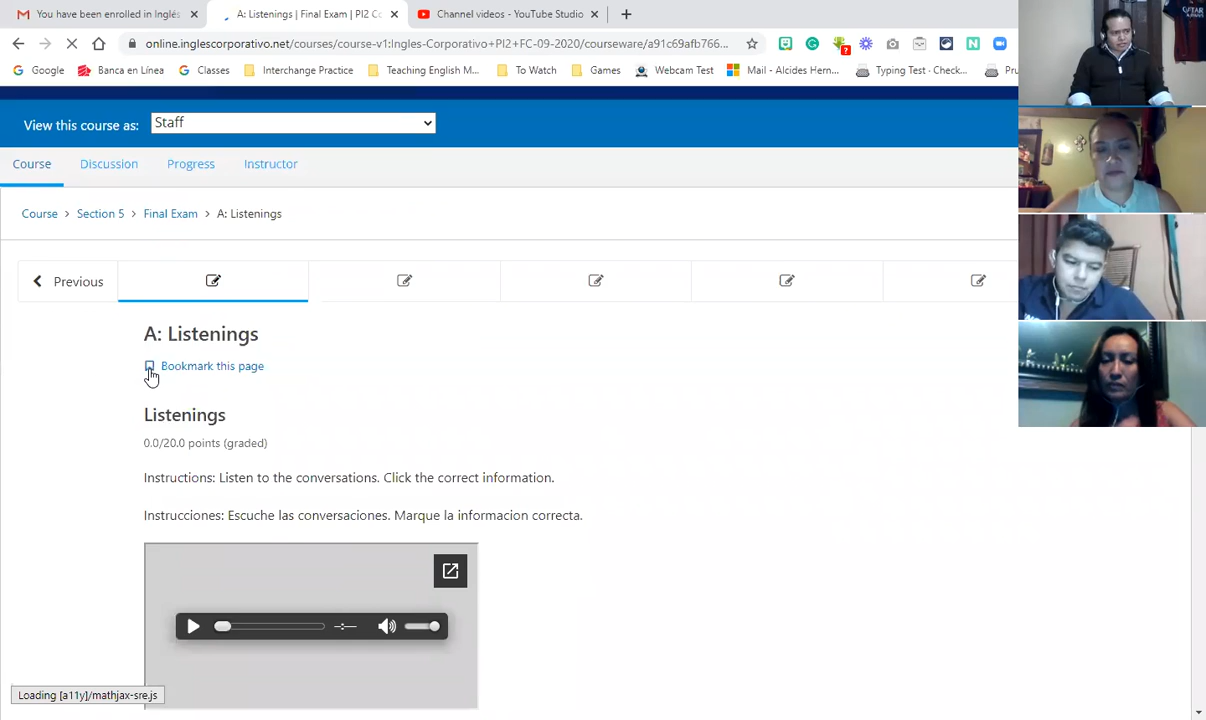 You have been enrolled in Inglés
A: Listenings | Final Exam | PI2 Co
Channel videos - YouTube Studio
online.inglescorporativo.net/courses/course-v1:Ingles-Corporativo+PI2+FC-09-2020/courseware/a91c69afb766...
Google
Banca en Línea
Classes
Interchange Practice
Teaching English M...
To Watch
Games
Webcam Test
Mail - Alcides Hern...
Typing Test · Check...
Pru
View this course as:
Staff
Course
Discussion
Progress
Instructor
Course > Section 5 > Final Exam > A: Listenings
Previous
A: Listenings
Bookmark this page
Listenings
0.0/20.0 points (graded)
Instructions: Listen to the conversations. Click the correct information.
Instrucciones: Escuche las conversaciones. Marque la informacion correcta.
-:--
Loading [a11y]/mathjax-sre.js